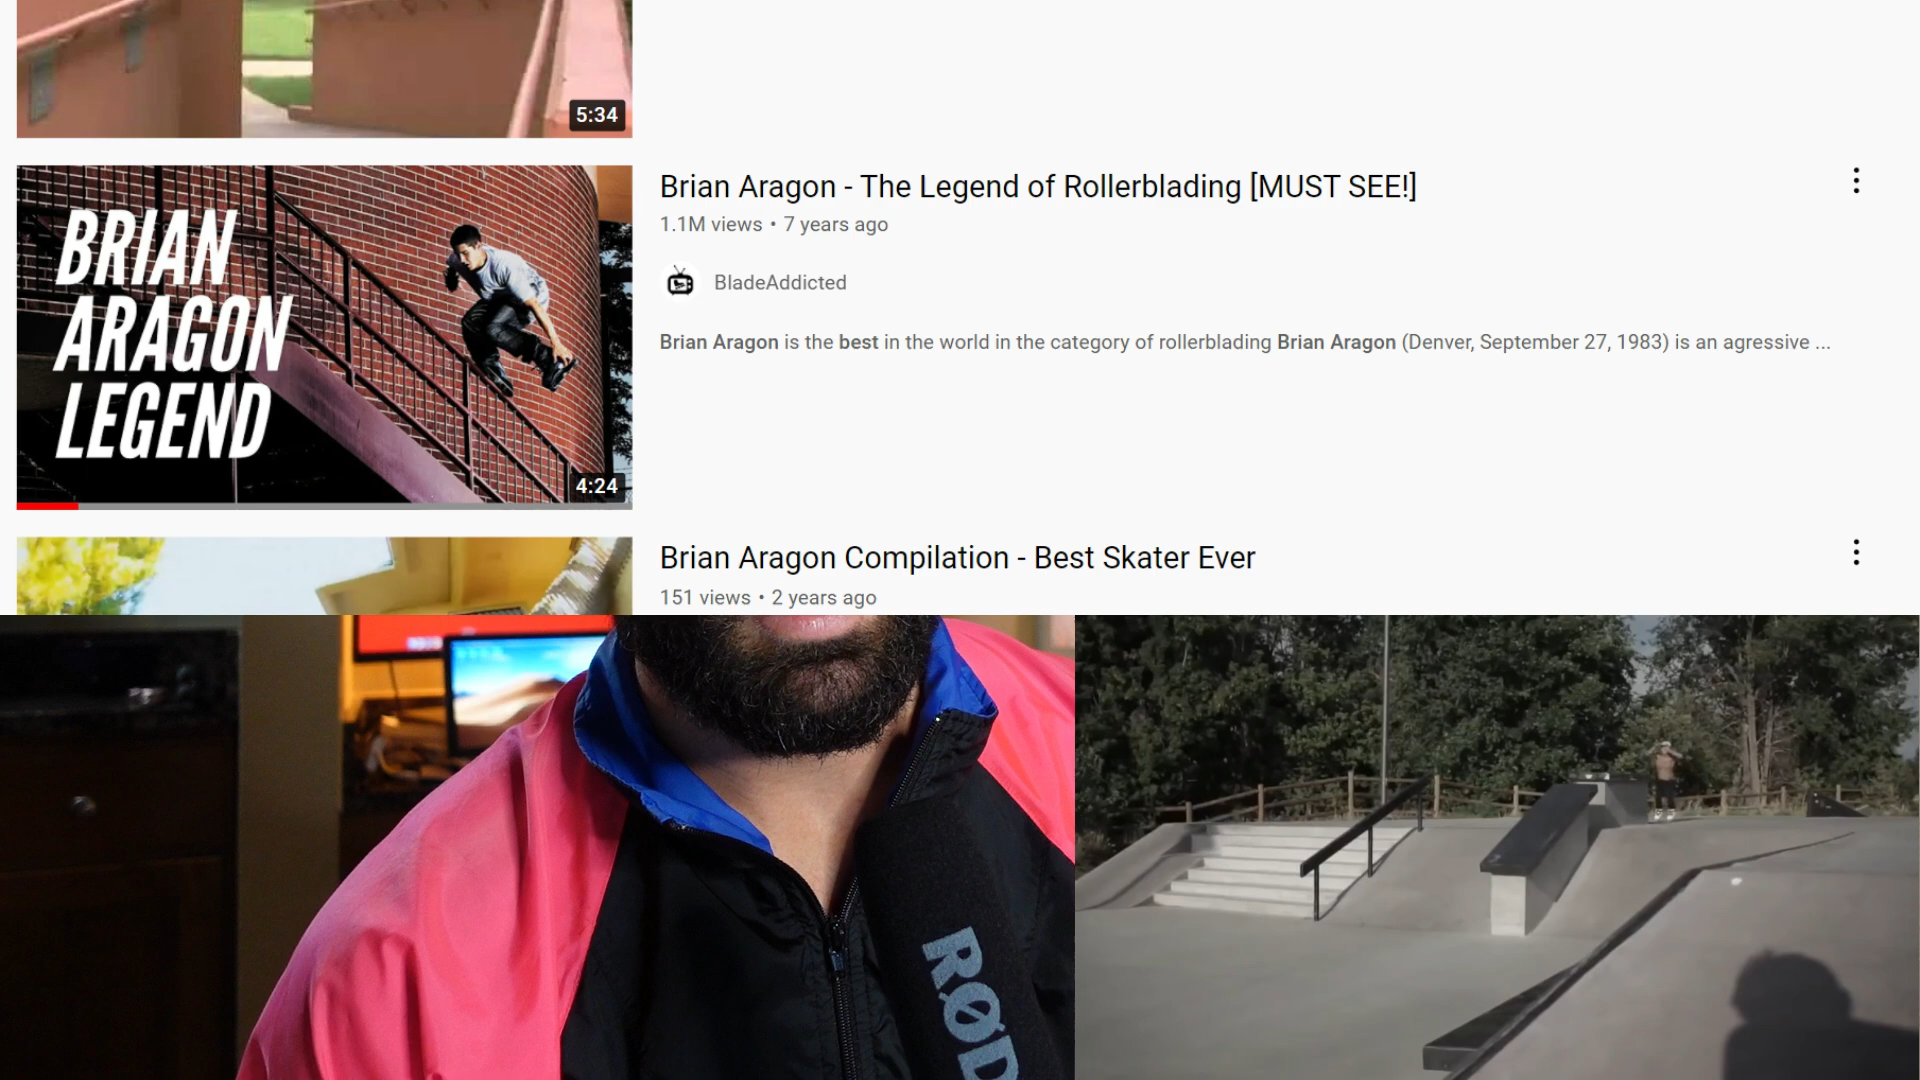 5:34
BRIAN
ARAGON
LEGEND
4:24
Brian Aragon - The Legend of Rollerblading [MUST SEE!]
1.1M views • 7 years ago
BladeAddicted
Brian Aragon is the best in the world in the category of rollerblading Brian Aragon (Denver, September 27, 1983) is an agressive ...
Brian Aragon Compilation - Best Skater Ever
151 views • 2 years ago
RØD